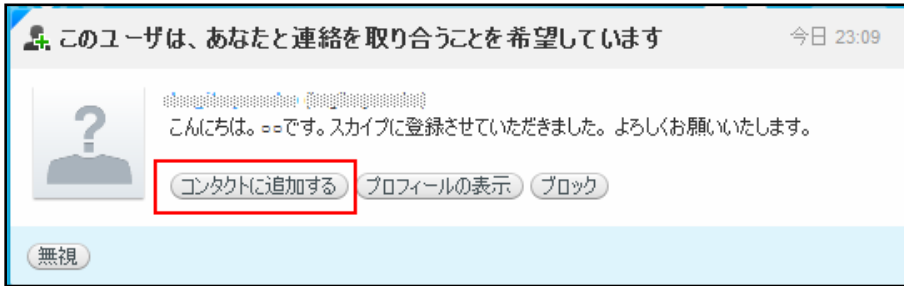 このユーザは、あなたと連絡を取り合うことを希望しています 今日 23:09
こんにちは。○○です。スカイプに登録させていただきました。よろしくお願いいたします。
コンタクトに追加する プロフィールの表示 ブロック
無視